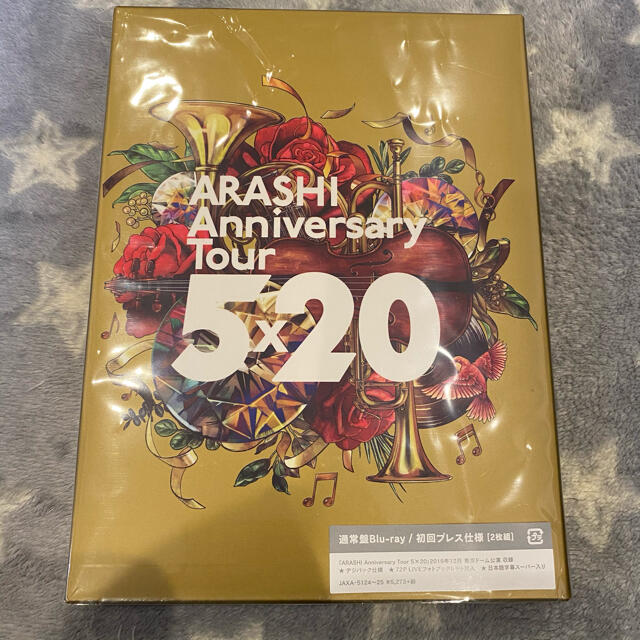 ARASHI
Anniversary
Tour
5×20
通常盤Blu-ray / 初回プレス仕様 [2枚組]
「ARASHI Anniversary Tour 5×20」2019年12月 東京ドーム公演 収録
★ デジパック仕様 ★ 72P LIVEフォトブックレット封入 ★ 日本語字幕スーパー入り
JAXA-5124~25 ¥5,273+税